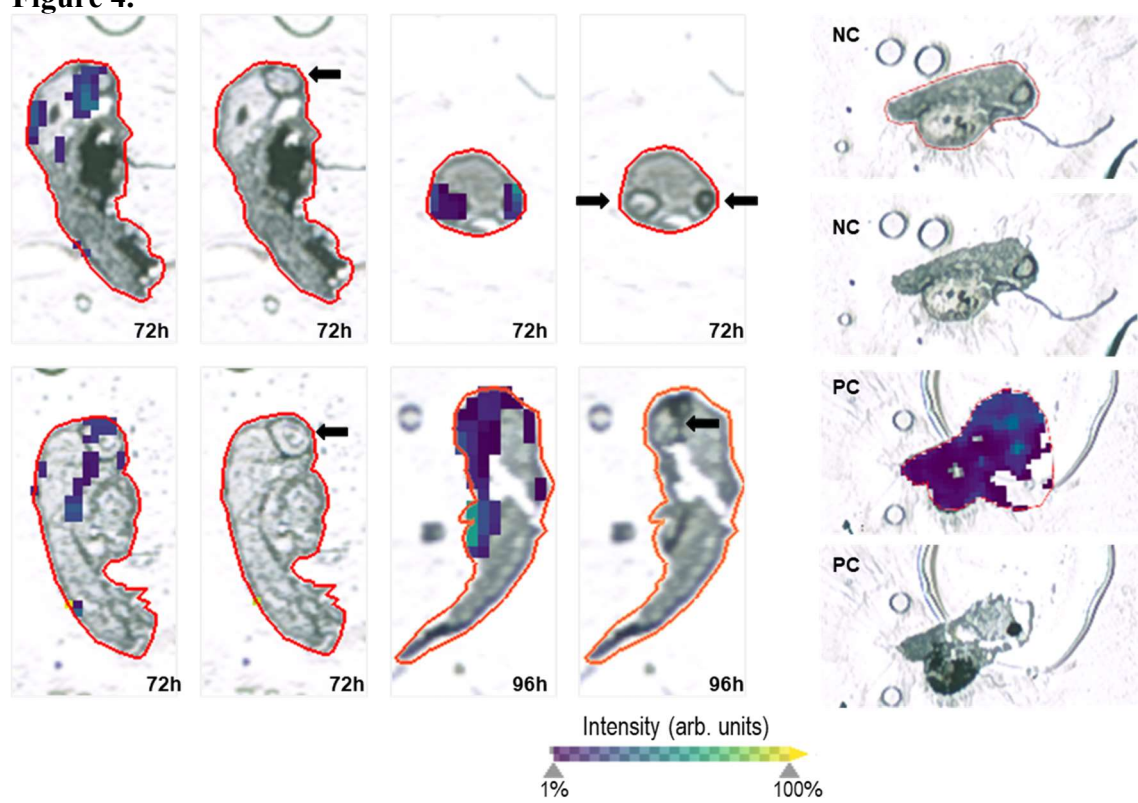 Figure 4.
NC
72h
72h
72h
72h
NC
PC
72h
72h
96h
96h
PC
Intensity (arb. units)
1%
100%